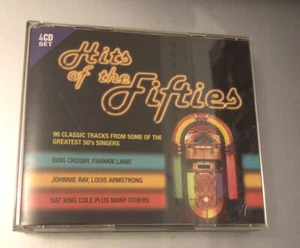 4CD
SET
Hits
of the
Fifties
90 CLASSIC TRACKS FROM SOME OF THE
GREATEST 50's SINGERS
BING CROSBY, FRANKIE LAINE
JOHNNIE RAY, LOUIS ARMSTRONG
NAT KING COLE PLUS MANY OTHERS